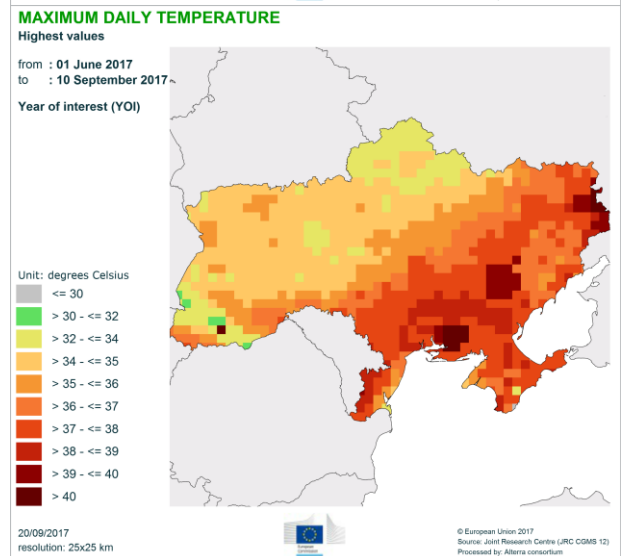 MAXIMUM DAILY TEMPERATURE
Highest values
from : 01 June 2017
to : 10 September 2017
Year of interest (YOI)
Unit: degrees Celsius
<= 30
> 30 - <= 32
> 32 - <= 34
> 34 - <= 35
> 35 - <= 36
> 36 - <= 37
> 37 - <= 38
> 38 - <= 39
> 39 - <= 40
> 40
20/09/2017
resolution: 25x25 km
European
Commission
© European Union 2017
Source: Joint Research Centre (JRC CGMS 12)
Processed by: Alterra consortium